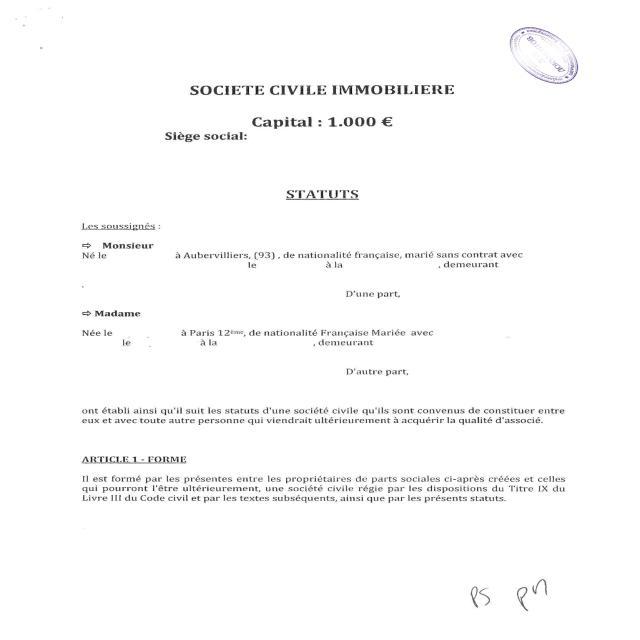 SOCIETE CIVILE IMMOBILIERE
Capital : 1.000 €
Siège social:
STATUTS
Les soussignés :
⇨ Monsieur
Né le à Aubervilliers, (93) , de nationalité française, marié sans contrat avec
le à la , demeurant
D'une part,
⇨ Madame
Née le à Paris 12ème, de nationalité Française Mariée avec
le à la , demeurant
D'autre part,
ont établi ainsi qu'il suit les statuts d'une société civile qu'ils sont convenus de constituer entre
eux et avec toute autre personne qui viendrait ultérieurement à acquérir la qualité d'associé.
ARTICLE 1 - FORME
Il est formé par les présentes entre les propriétaires de parts sociales ci-après créées et celles
qui pourront l'être ultérieurement, une société civile régie par les dispositions du Titre IX du
Livre III du Code civil et par les textes subséquents, ainsi que par les présents statuts.
PS